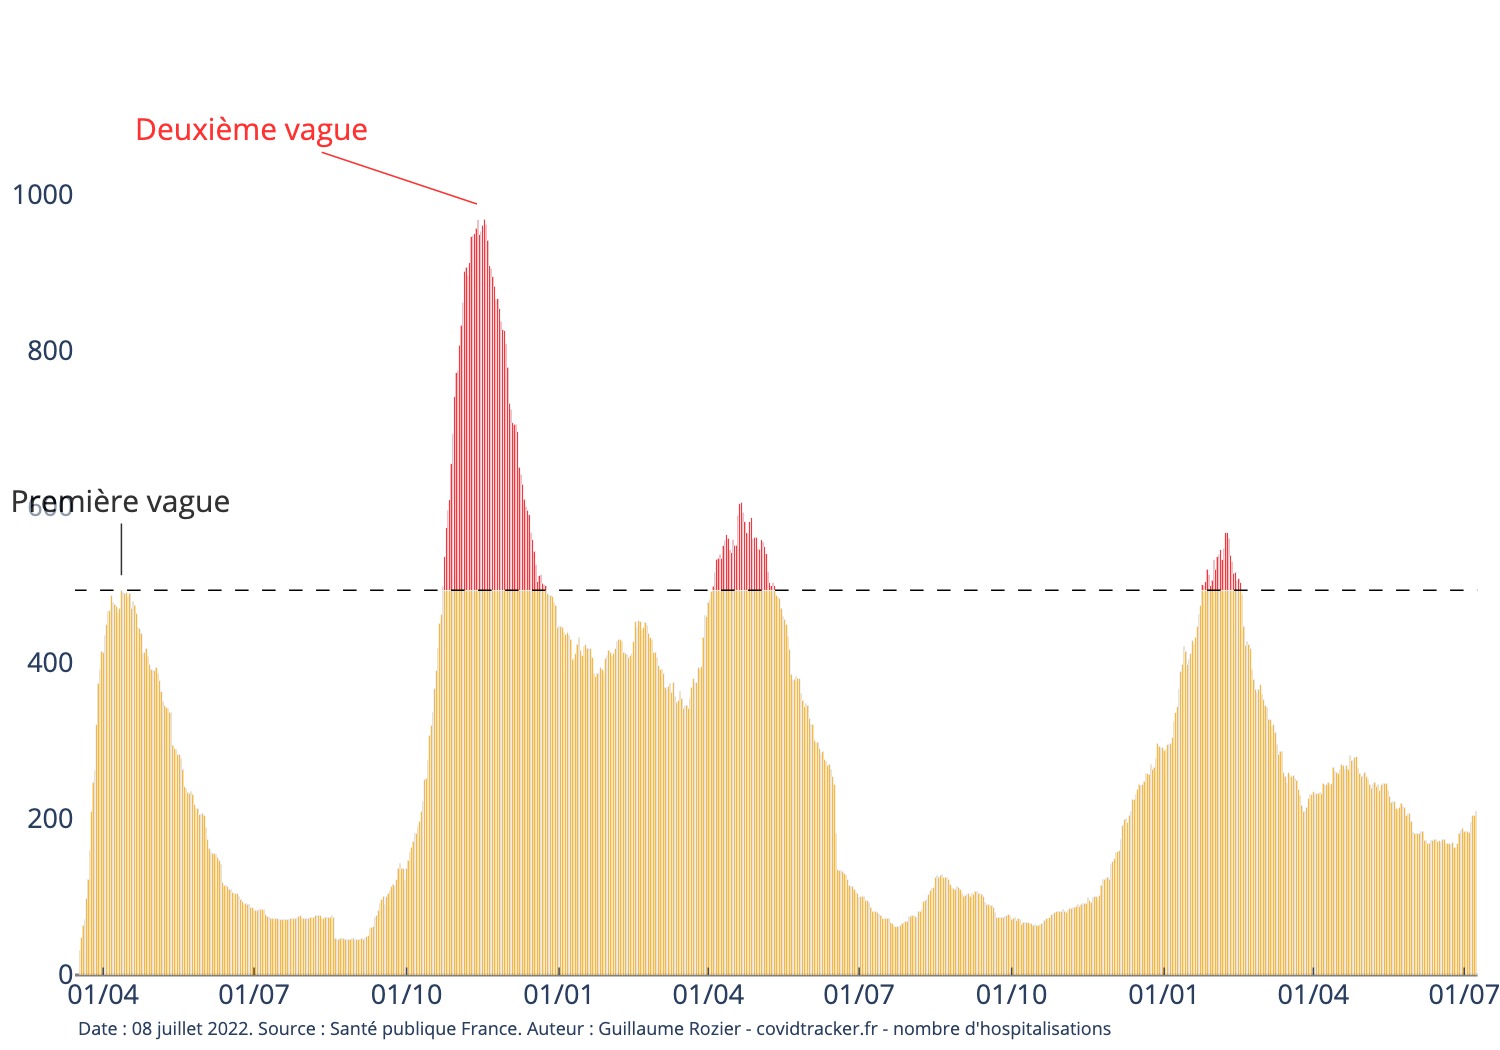 Deuxième vague
1000
800
Première vague
600
400
200
0
01/04 01/07 01/10 01/01 01/04 01/07 01/10 01/01 01/04 01/07
Date : 08 juillet 2022. Source : Santé publique France. Auteur : Guillaume Rozier - covidtracker.fr - nombre d'hospitalisations